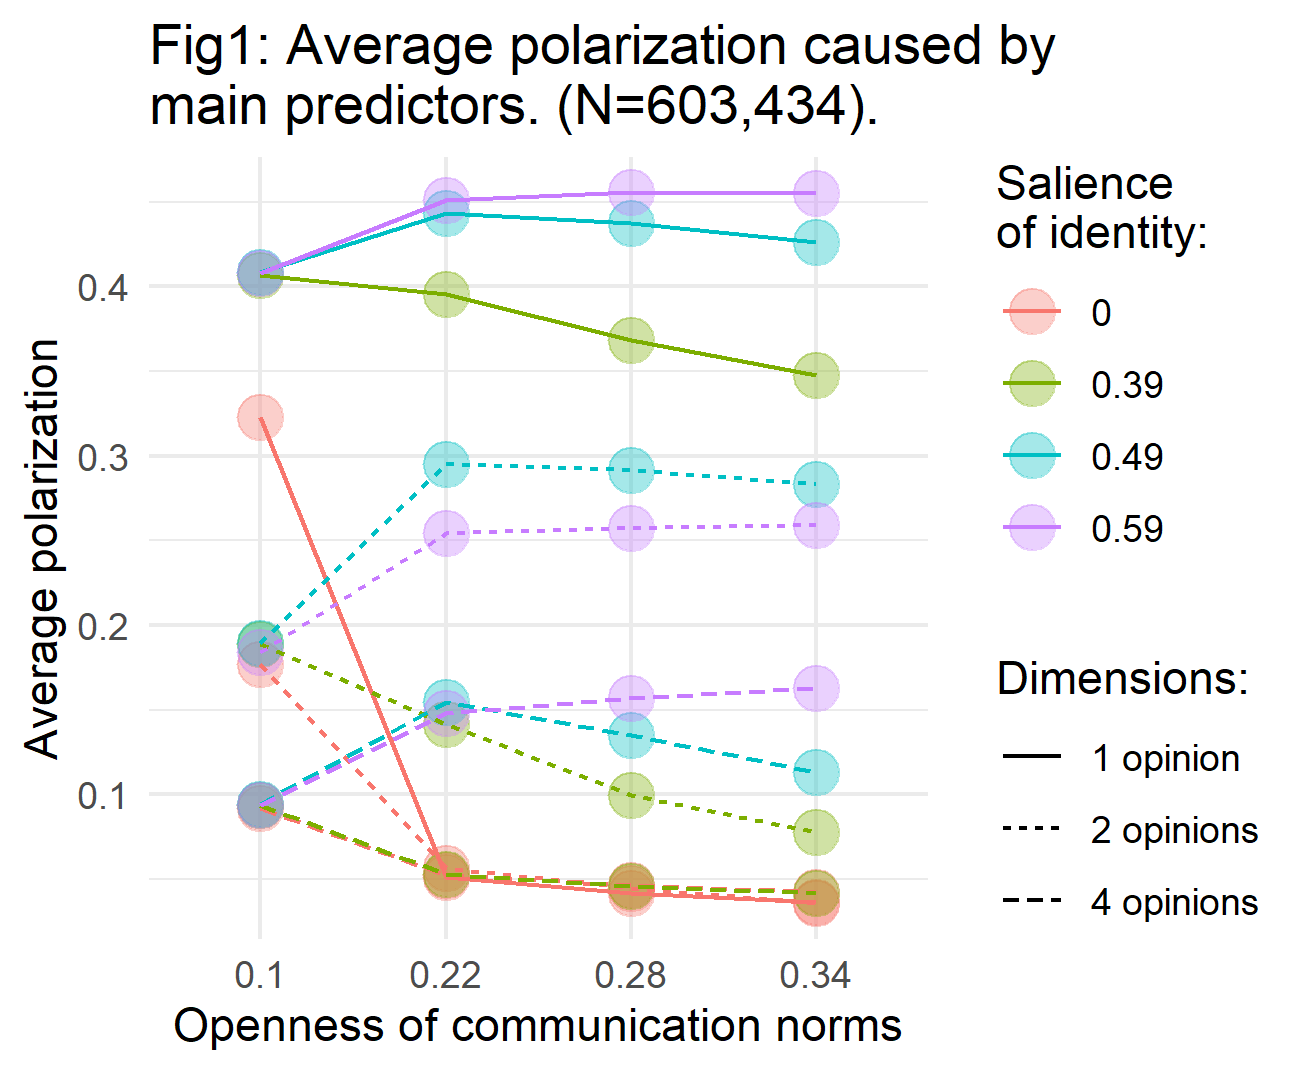 Fig1: Average polarization caused by
main predictors. (N=603,434).
Average polarization
0.4
0.3
0.2
0.1
0.1
0.22
0.28
0.34
Openness of communication norms
Salience
of identity:
0
0.39
0.49
0.59
Dimensions:
1 opinion
2 opinions
4 opinions